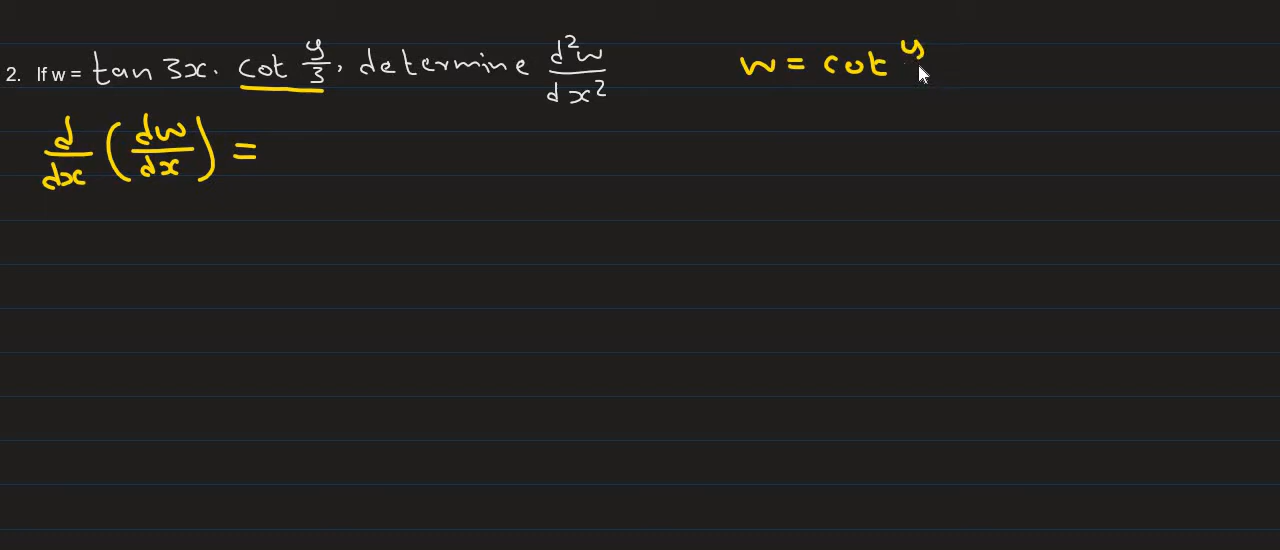 2. If w = tan 3x. cot y/3, determine d²w/dx²
w = cot y
d/dx (dw/dx) =